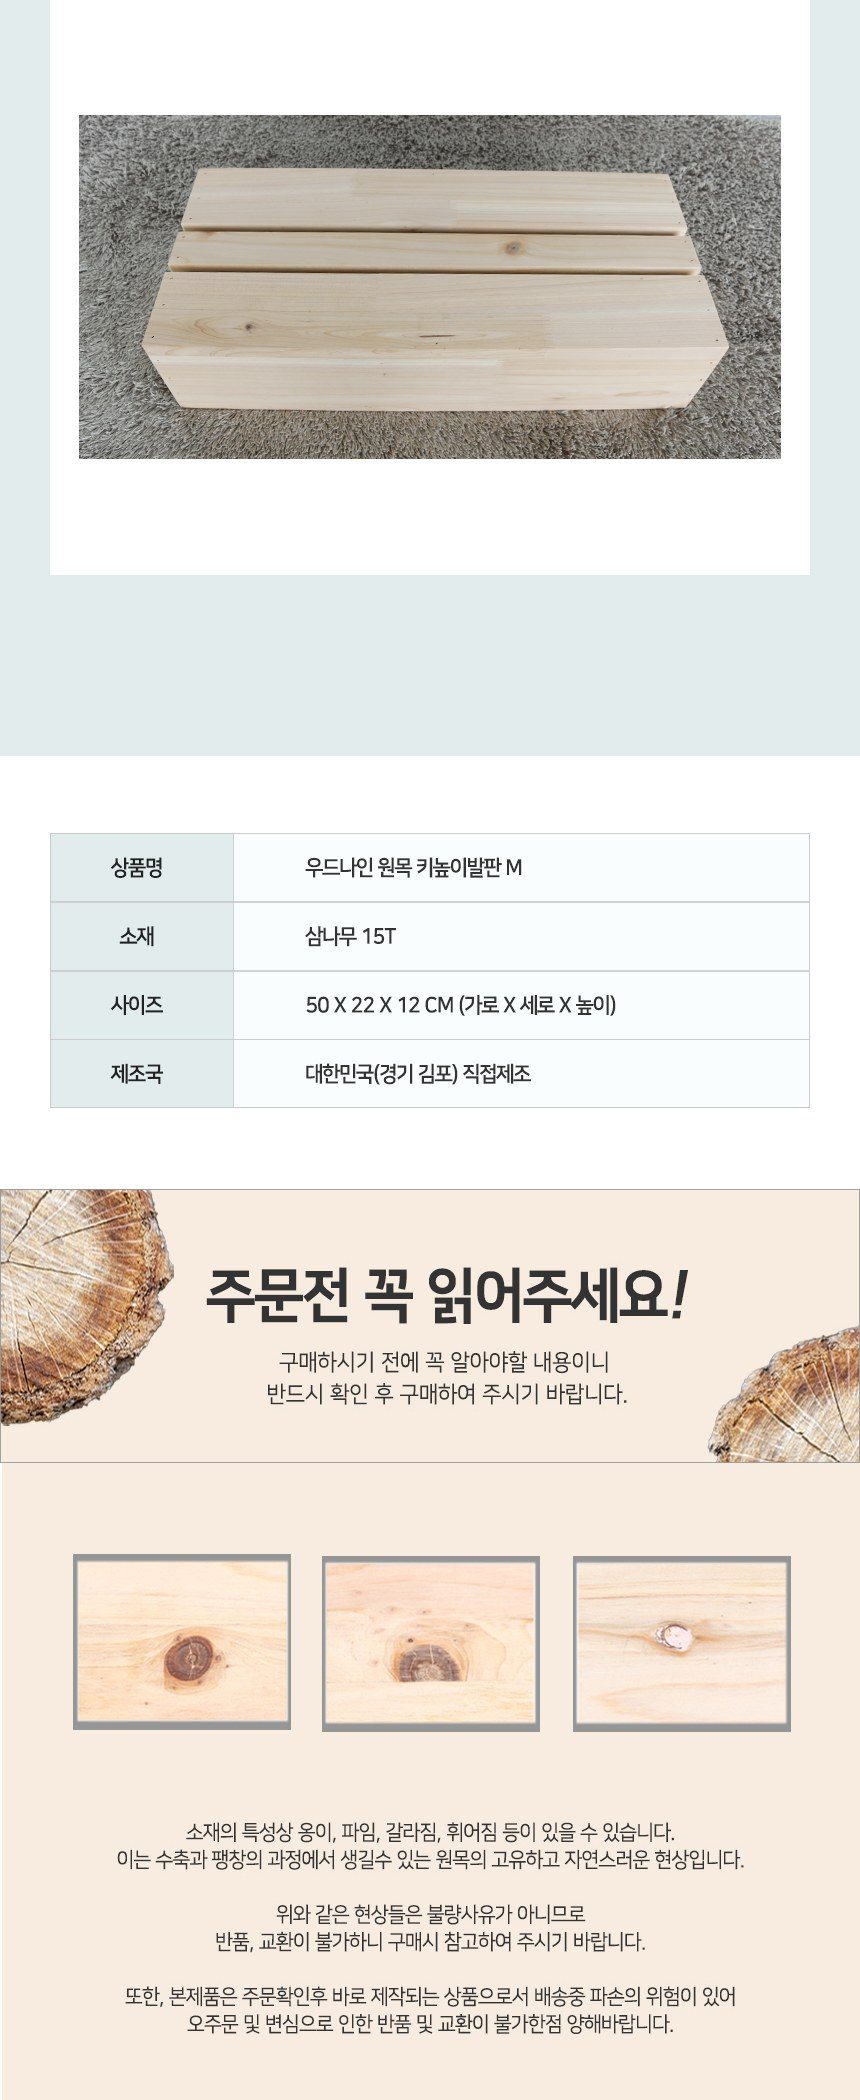 상품명 우드나인 원목 키높이발판 M
소재 삼나무 15T
사이즈 50 X 22 X 12 CM (가로 X 세로 X 높이)
제조국 대한민국(경기 김포) 직접제조
주문전 꼭 읽어주세요!
구매하시기 전에 꼭 알아야할 내용이니
반드시 확인 후 구매하여 주시기 바랍니다.
소재의 특성상 옹이, 파임, 갈라짐, 휘어짐 등이 있을 수 있습니다.
이는 수축과 팽창의 과정에서 생길수 있는 원목의 고유하고 자연스러운 현상입니다.
위와 같은 현상들은 불량사유가 아니므로
반품, 교환이 불가하니 구매시 참고하여 주시기 바랍니다.
또한, 본제품은 주문확인후 바로 제작되는 상품으로서 배송중 파손의 위험이 있어
오주문 및 변심으로 인한 반품 및 교환이 불가한점 양해바랍니다.